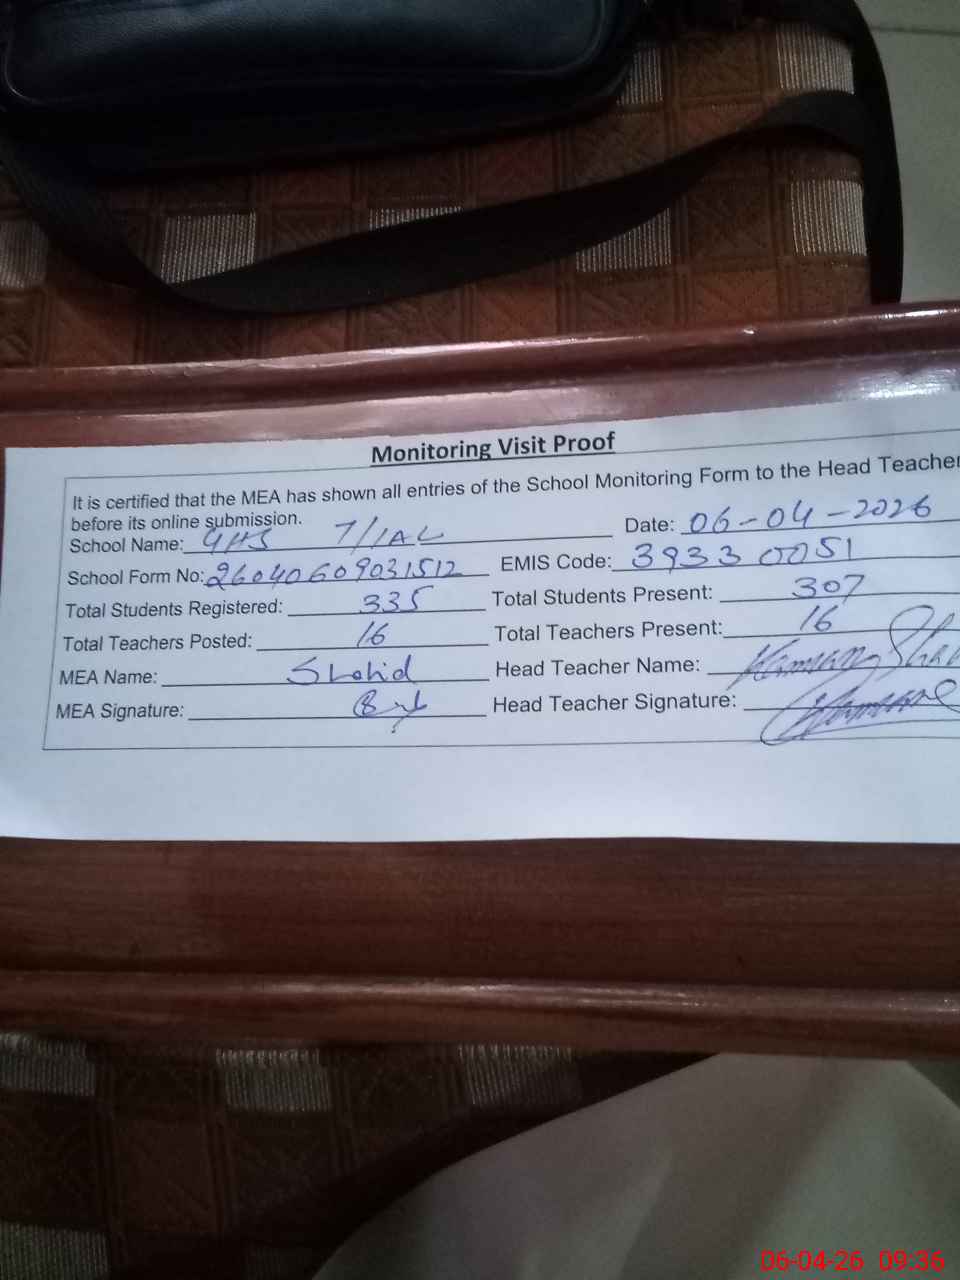 Monitoring Visit Proof
It is certified that the MEA has shown all entries of the School Monitoring Form to the Head Teacher
before its online submission.
School Name: GHS 7/1AL Date: 06-04-2026
School Form No: 26040609031512 EMIS Code: 39330051
Total Students Registered: 335 Total Students Present: 307
Total Teachers Posted: 16 Total Teachers Present: 16
MEA Name: Shahid Head Teacher Name:
MEA Signature: Head Teacher Signature:
06-04-26 09:36